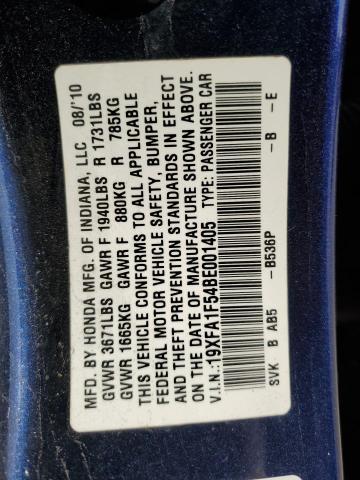 MFD. BY HONDA MFG. OF INDIANA, LLC 08/'10
GVWR 3671LBS GAWR F 1940LBS R 1731LBS
GVWR 1665KG GAWR F 880KG R 785KG
THIS VEHICLE CONFORMS TO ALL APPLICABLE
FEDERAL MOTOR VEHICLE SAFETY, BUMPER,
AND THEFT PREVENTION STANDARDS IN EFFECT
ON THE DATE OF MANUFACTURE SHOWN ABOVE.
V.I.N.:19XFA1F54BE001405 TYPE: PASSENGER CAR
SVK B AB5 -B536P -B -E